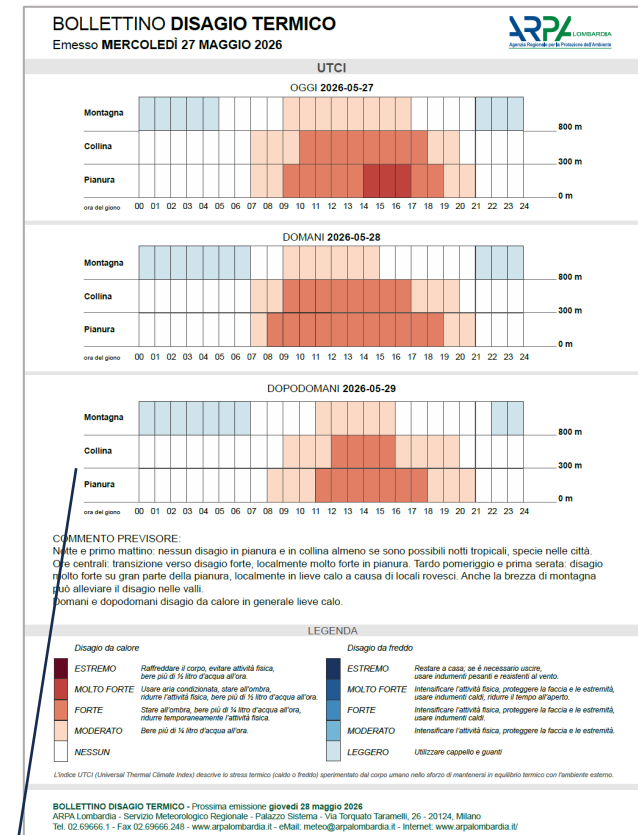 BOLLETTINO DISAGIO TERMICO
Emesso MERCOLEDÌ 27 MAGGIO 2026
ARPA LOMBARDIA
Agenzia Regionale per la Protezione dell'Ambiente
UTCI
OGGI 2026-05-27
Montagna
800 m
Collina
300 m
Pianura
0 m
ora del giono 00 01 02 03 04 05 06 07 08 09 10 11 12 13 14 15 16 17 18 19 20 21 22 23 24
DOMANI 2026-05-28
Montagna
800 m
Collina
300 m
Pianura
0 m
ora del giono 00 01 02 03 04 05 06 07 08 09 10 11 12 13 14 15 16 17 18 19 20 21 22 23 24
DOPODOMANI 2026-05-29
Montagna
800 m
Collina
300 m
Pianura
0 m
ora del giono 00 01 02 03 04 05 06 07 08 09 10 11 12 13 14 15 16 17 18 19 20 21 22 23 24
COMMENTO PREVISORE:
Notte e primo mattino: nessun disagio in pianura e in collina almeno se sono possibili notti tropicali, specie nelle città.
Ore centrali: transizione verso disagio forte, localmente molto forte in pianura. Tardo pomeriggio e prima serata: disagio
molto forte su gran parte della pianura, localmente in lieve calo a causa di locali rovesci. Anche la brezza di montagna
può alleviare il disagio nelle valli.
Domani e dopodomani disagio da calore in generale lieve calo.
LEGENDA
Disagio da calore
ESTREMO Raffreddare il corpo, evitare attività fisica,
bere più di ½ litro d'acqua all'ora.
MOLTO FORTE Usare aria condizionata, stare all'ombra,
ridurre l'attività fisica, bere più di ½ litro d'acqua all'ora.
FORTE Stare all'ombra, bere più di ¼ litro d'acqua all'ora,
ridurre temporaneamente l'attività fisica.
MODERATO Bere più di ¼ litro d'acqua all'ora.
NESSUN
Disagio da freddo
ESTREMO Restare a casa; se è necessario uscire,
usare indumenti pesanti e resistenti al vento.
MOLTO FORTE Intensificare l'attività fisica, proteggere la faccia e le estremità,
usare indumenti caldi, ridurre il tempo all'aperto.
FORTE Intensificare l'attività fisica, proteggere la faccia e le estremità,
usare indumenti caldi.
MODERATO Intensificare l'attività fisica, proteggere la faccia e le estremità.
LEGGERO Utilizzare cappello e guanti
L'indice UTCI (Universal Thermal Climate Index) descrive lo stress termico (caldo o freddo) sperimentato dal corpo umano nello sforzo di mantenersi in equilibrio termico con l'ambiente esterno.
BOLLETTINO DISAGIO TERMICO - Prossima emissione giovedì 28 maggio 2026
ARPA Lombardia - Servizio Meteorologico Regionale - Palazzo Sistema - Via Torquato Taramelli, 26 - 20124, Milano
Tel. 02.69666.1 - Fax 02.69666.248 - www.arpalombardia.it - eMail: meteo@arpalombardia.it - Internet: www.arpalombardia.it/